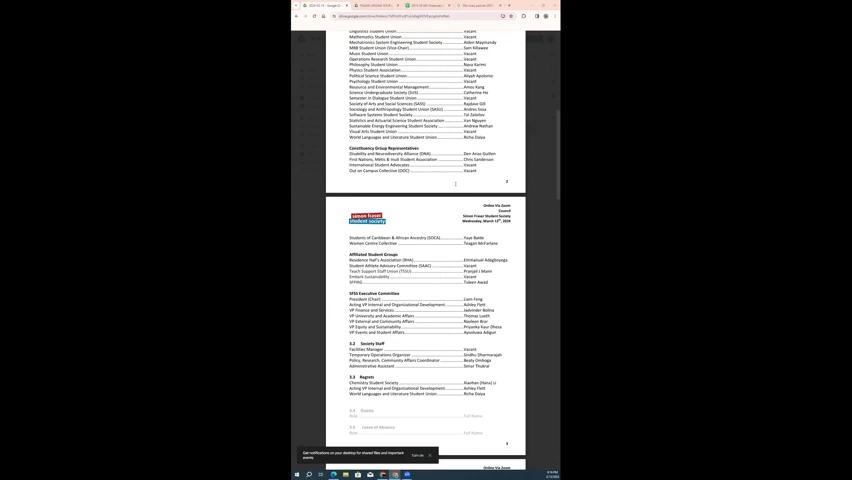 Linguistics Student Union Vacant
Mathematics Student Union Vacant
Mechatronics System Engineering Student Society Aiden Maymandy
MBB Student Union (Vice-Chair) Sam Killawee
Music Student Union Vacant
Operations Research Student Union Vacant
Philosophy Student Union Nava Karimi
Physics Student Association Vacant
Political Science Student Union Aliyah Apolonio
Psychology Student Union Vacant
Resource and Environmental Management Amos Kang
Science Undergraduate Society (SUS) Catherine He
Semester in Dialogue Student Union Vacant
Society of Arts and Social Sciences (SASS) Rajdave Gill
Sociology and Anthropology Student Union (SASU) Andres Sosa
Software Systems Student Society Tal Zaloilov
Statistics and Actuarial Science Student Association Van Nguyen
Sustainable Energy Engineering Student Society Andrew Nathan
Visual Arts Student Union Vacant
World Languages and Literature Student Union Richa Daiya
Constituency Group Representatives
Disability and Neurodiversity Alliance (DNA) Den Arias Guillen
First Nations, Métis & Inuit Student Association Chris Sanderson
International Student Advocates Vacant
Out on Campus Collective (OOC) Vacant
2
simon fraser
student society
Online Via Zoom
Council
Simon Fraser Student Society
Wednesday, March 13th, 2024
Students of Caribbean & African Ancestry (SOCA) Yaye Balde
Women Centre Collective Teagan McFarlane
Affiliated Student Groups
Residence Hall's Association (RHA) Emmanuel Adegboyega
Student Athlete Advisory Committee (SAAC) Vacant
Teach Support Staff Union (TSSU) Pranjali J Mann
Embark Sustainability Vacant
SFPIRG Tuleen Awad
SFSS Executive Committee
President (Chair) Liam Feng
Acting VP Internal and Organizational Development Ashley Flett
VP Finance and Services Jadvinder Bolina
VP University and Academic Affairs Thomas Lueth
VP External and Community Affairs Navleen Brar
VP Equity and Sustainability Priyanka Kaur Dhesa
VP Events and Student Affairs Ayooluwa Adigun
3.2 Society Staff
Facilities Manager Vacant
Temporary Operations Organizer Sindhu Dharmarajah
Policy, Research, Community Affairs Coordinator Beaty Omboga
Administrative Assistant Simar Thukral
3.3 Regrets
Chemistry Student Society Xiaohan (Hana) Li
Acting VP Internal and Organizational Development Ashley Flett
World Languages and Literature Student Union Richa Daiya
3.4 Guests
Role Full Name
3.5 Leave of Absence
Role Full Name
3
Get notifications on your desktop for shared files and important
events
Turn on
Online Via Zoom